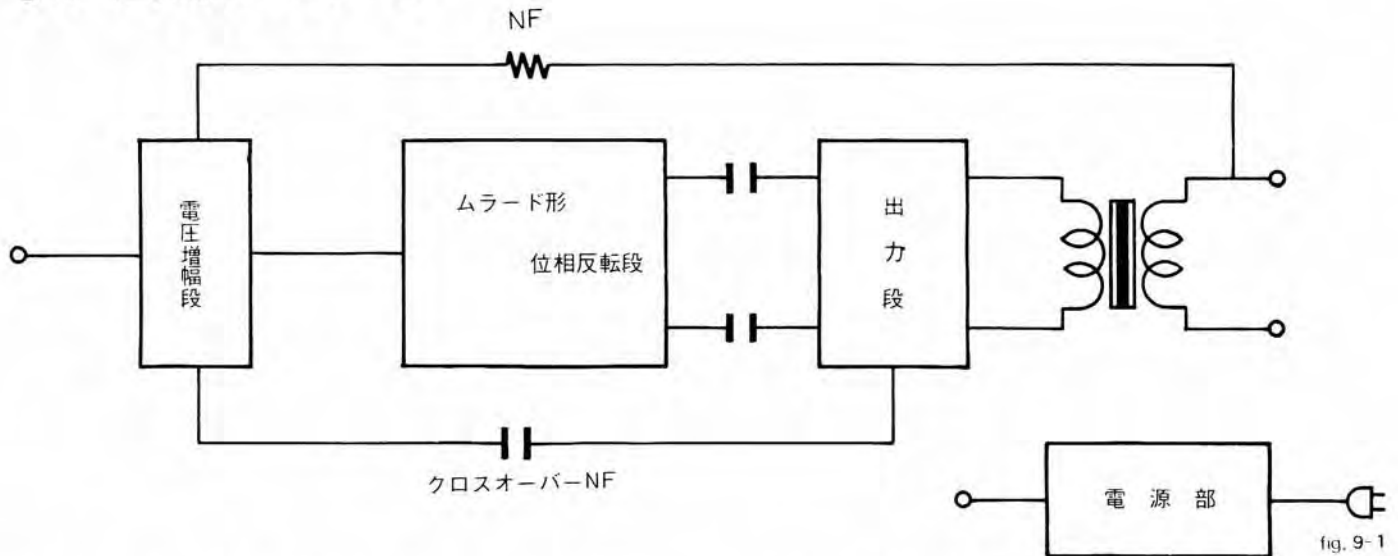 NF
電圧増幅段
ムラード形
位相反転段
出力段
クロスオーバーNF
電源部
fig. 9-1